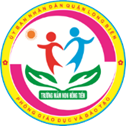 ỦY BAN NHÂN DÂN QUẬN LONG BIÊN
TRƯỜNG MẦM NON HỒNG TIẾN
PHÒNG GIÁO DỤC VÀ ĐÀO TẠO